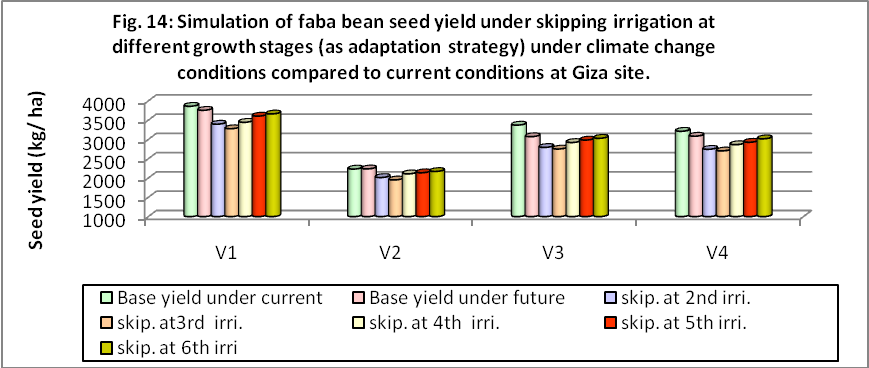 Fig. 14: Simulation of faba bean seed yield under skipping irrigation at
different growth stages (as adaptation strategy) under climate change
conditions compared to current conditions at Giza site.
Seed yield (kg/ ha)
4000
3500
3000
2500
2000
1500
1000
V1 V2 V3 V4
Base yield under current Base yield under future skip. at 2nd irri.
skip. at3rd irri. skip. at 4th irri. skip. at 5th irri.
skip. at 6th irri